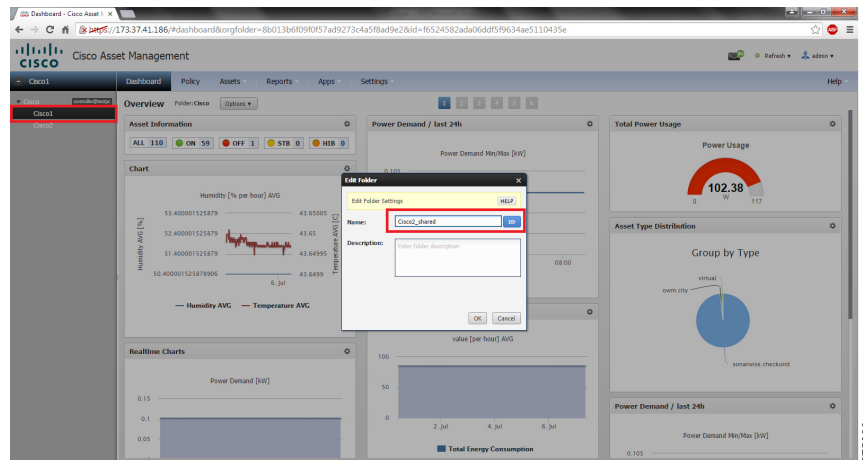 Dashboard - Cisco Asset
https://173.37.41.186/#dashboard&orgfolder=8b013b6f09f0f57ad9273c4a5f8ad9e2&id=f6524582ada06ddf5f9634ae5110435e
ABP
CISCO Cisco Asset Management
Refresh admin
Cisco1 Dashboard Policy Assets Reports Apps Settings Help
Cisco
Cisco1
Cisco2
Overview Folder:Cisco Options 1 2 3 4 5 6
Asset Information Power Demand / last 24h Total Power Usage
ALL 110 ON 59 OFF 1 STB 0 HIB 0
Power Demand Min/Max [kW]
Power Usage
102.38
W
0 117
0.105
Chart
Humidity [% per hour] AVG
Humidity AVG [%]
Temperature AVG [C]
53.400001525879 43.65005
52.400001525879 43.65
51.400001525879 43.64995
50.400001525878906 43.6499
6. Jul
Humidity AVG Temperature AVG
Edit Folder x
Edit Folder Settings HELP
Name: Cisco2_shared ID
Description: Enter folder description
OK Cancel
08:00
Asset Type Distribution
Group by Type
virtual
owm.city
sonarwise.checkunit
Realtime Charts
Power Demand [kW]
0.15
0.1
0.05
value [per hour] AVG
100
50
0
2. Jul 4. Jul 6. Jul
Total Energy Consumption
Power Demand / last 24h
Power Demand Min/Max [kW]
0.105